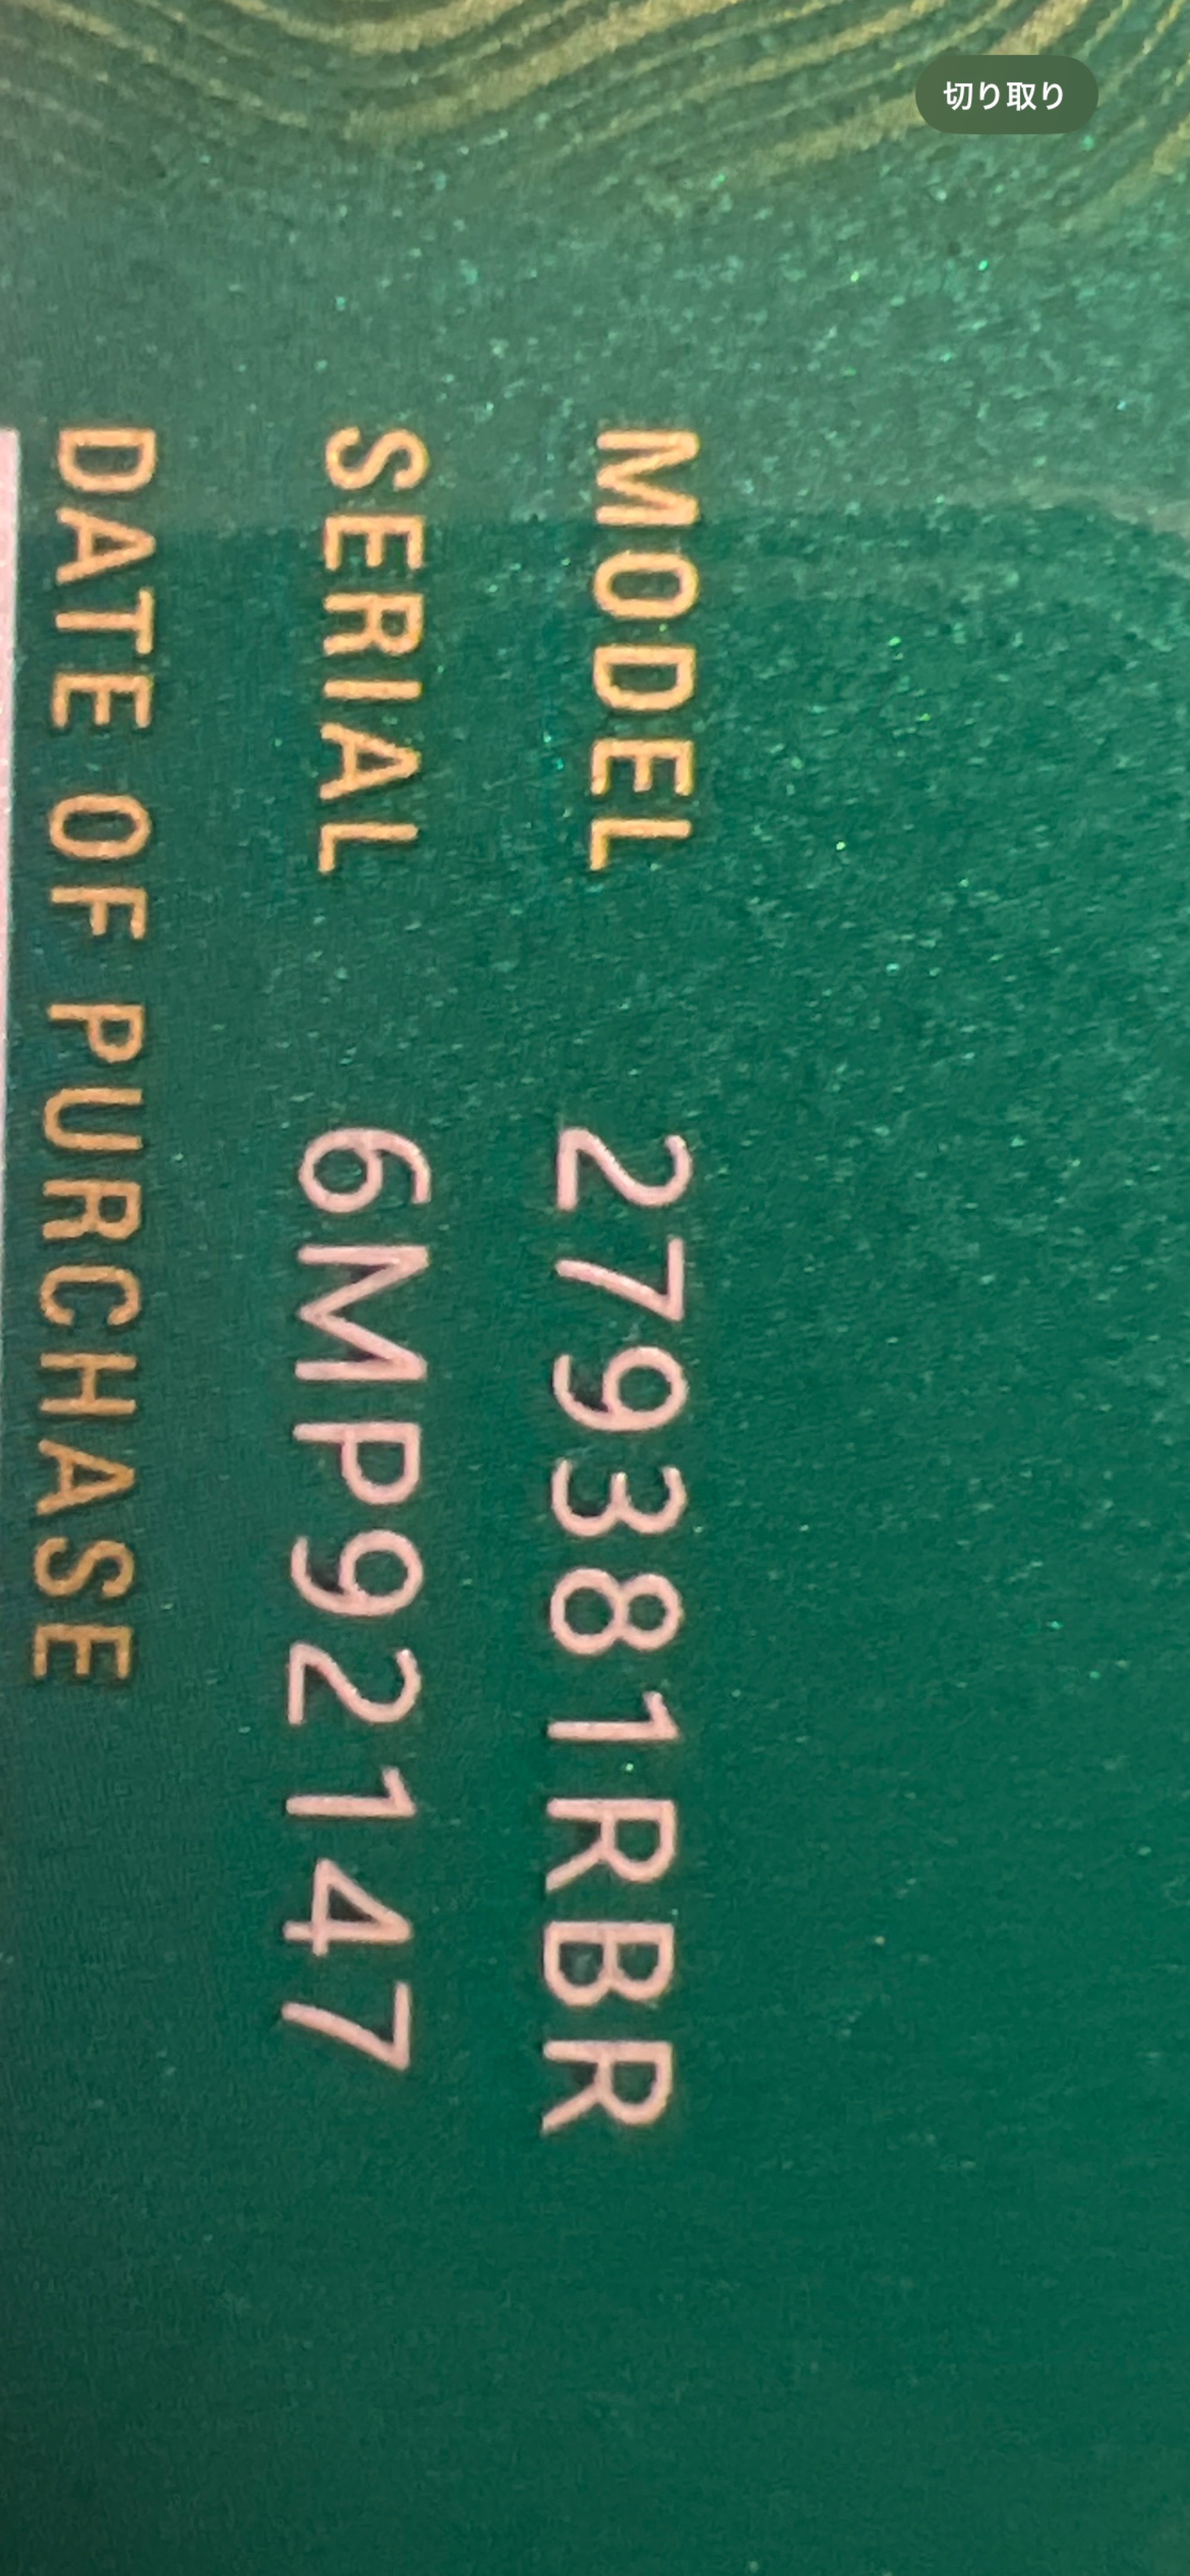 切り取り
MODEL 279381RBR
SERIAL 6MP92147
DATE OF PURCHASE